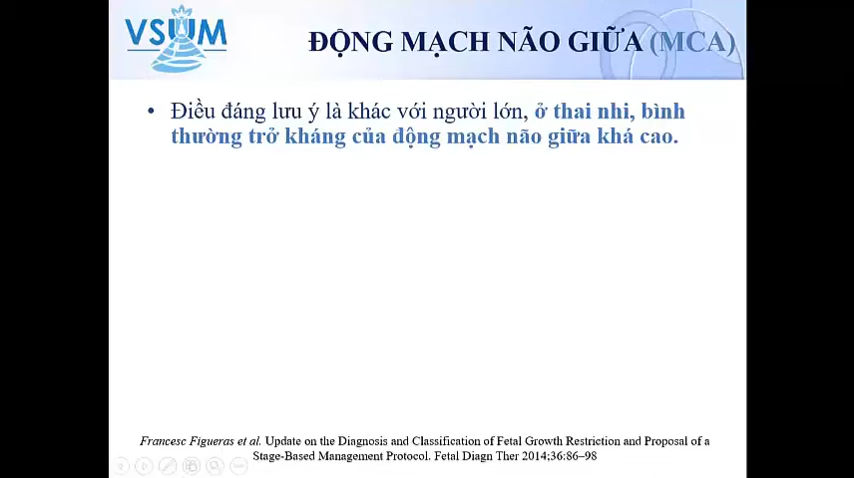 VSUM
ĐỘNG MẠCH NÃO GIỮA (MCA)
• Điều đáng lưu ý là khác với người lớn, ở thai nhi, bình
thường trở kháng của động mạch não giữa khá cao.
Francesc Figueras et al. Update on the Diagnosis and Classification of Fetal Growth Restriction and Proposal of a
Stage-Based Management Protocol. Fetal Diagn Ther 2014;36:86–98